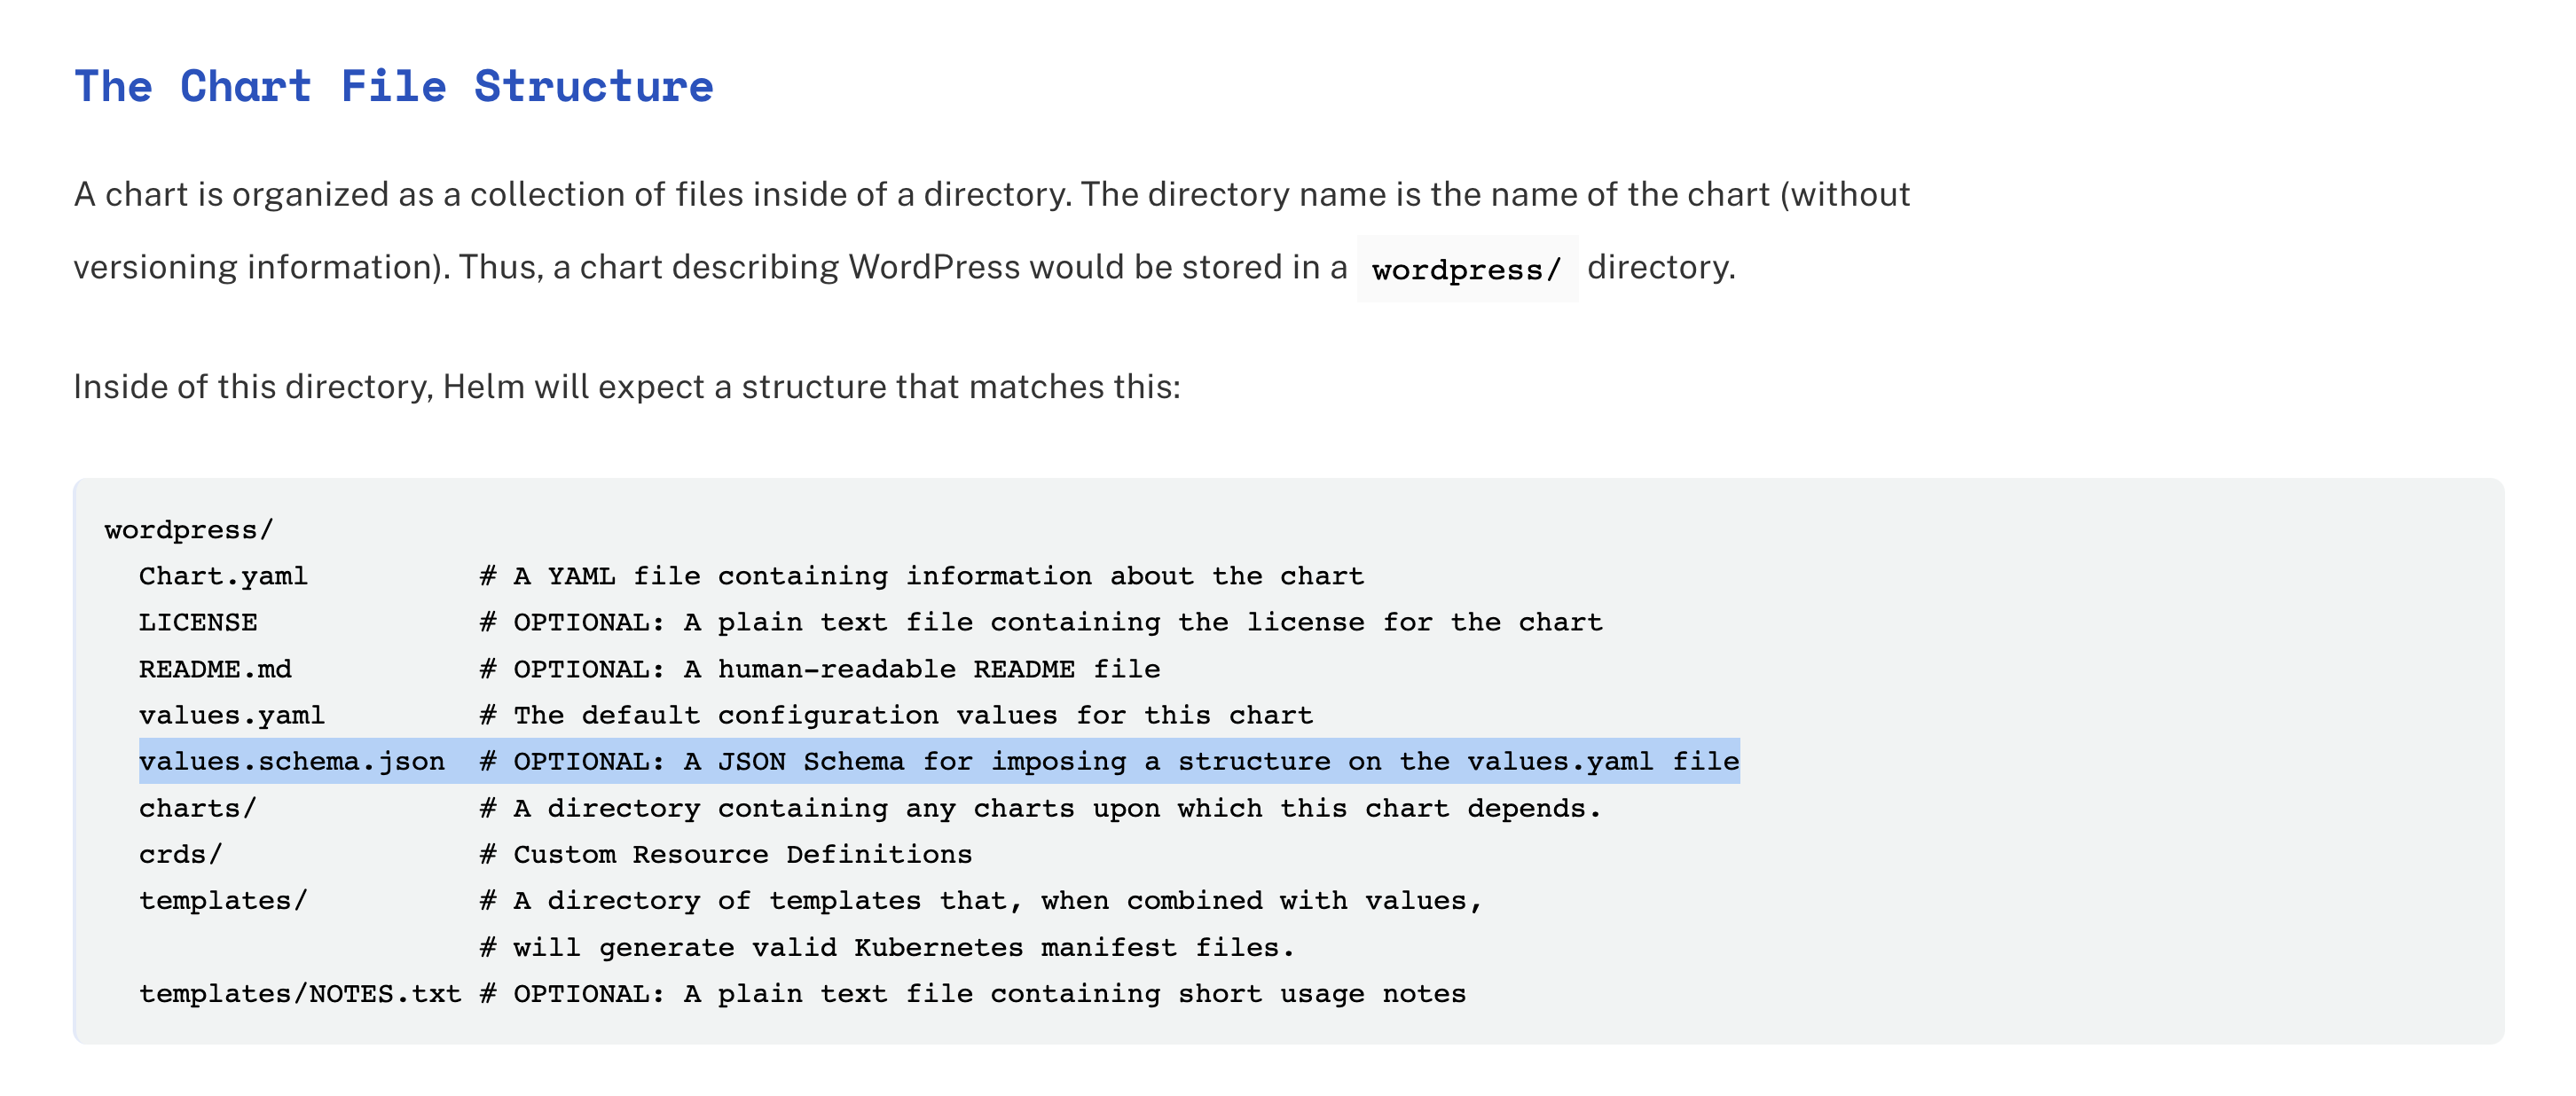 The Chart File Structure
A chart is organized as a collection of files inside of a directory. The directory name is the name of the chart (without
versioning information). Thus, a chart describing WordPress would be stored in a wordpress/ directory.
Inside of this directory, Helm will expect a structure that matches this:
wordpress/
  Chart.yaml          # A YAML file containing information about the chart
  LICENSE             # OPTIONAL: A plain text file containing the license for the chart
  README.md           # OPTIONAL: A human-readable README file
  values.yaml         # The default configuration values for this chart
  values.schema.json  # OPTIONAL: A JSON Schema for imposing a structure on the values.yaml file
  charts/             # A directory containing any charts upon which this chart depends.
  crds/               # Custom Resource Definitions
  templates/          # A directory of templates that, when combined with values,
                      # will generate valid Kubernetes manifest files.
  templates/NOTES.txt # OPTIONAL: A plain text file containing short usage notes